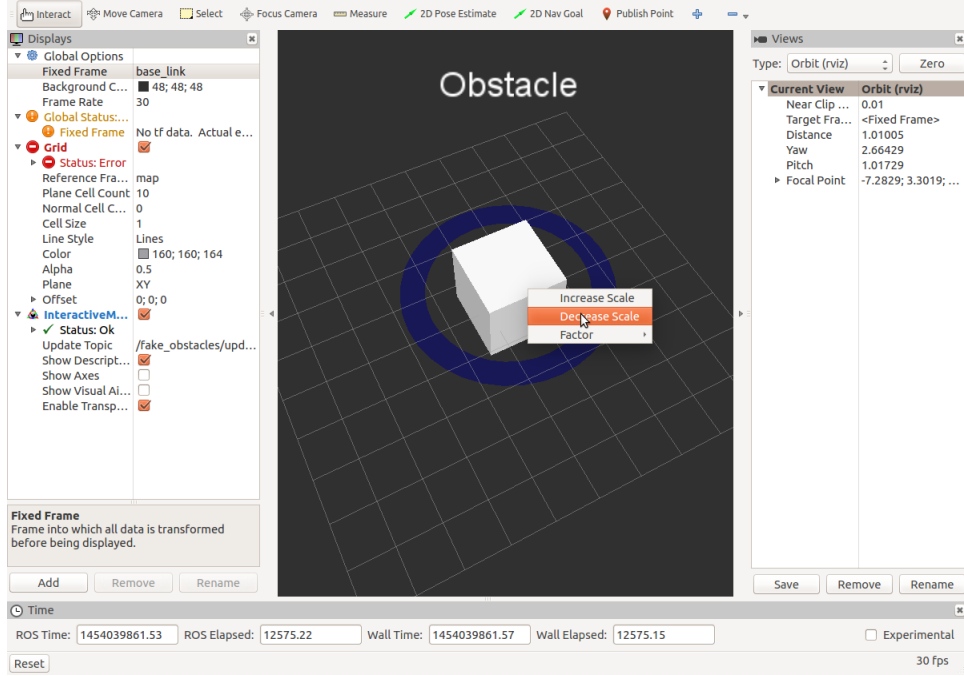 Interact Move Camera Select Focus Camera Measure 2D Pose Estimate 2D Nav Goal Publish Point
Displays
Global Options
Fixed Frame base_link
Background C... 48; 48; 48
Frame Rate 30
Global Status:...
Fixed Frame No tf data. Actual e...
Grid
Status: Error
Reference Fra... map
Plane Cell Count 10
Normal Cell C... 0
Cell Size 1
Line Style Lines
Color 160; 160; 164
Alpha 0.5
Plane XY
Offset 0; 0; 0
InteractiveM...
Status: Ok
Update Topic /fake_obstacles/upd...
Show Descript...
Show Axes
Show Visual Ai...
Enable Transp...
Fixed Frame
Frame into which all data is transformed
before being displayed.
Add Remove Rename
Obstacle
Increase Scale
Decrease Scale
Factor
Views
Type: Orbit (rviz) Zero
Current View Orbit (rviz)
Near Clip ... 0.01
Target Fra... <Fixed Frame>
Distance 1.01005
Yaw 2.66429
Pitch 1.01729
Focal Point -7.2829; 3.3019; ...
Save Remove Rename
Time
ROS Time: 1454039861.53 ROS Elapsed: 12575.22 Wall Time: 1454039861.57 Wall Elapsed: 12575.15 Experimental
Reset 30 fps